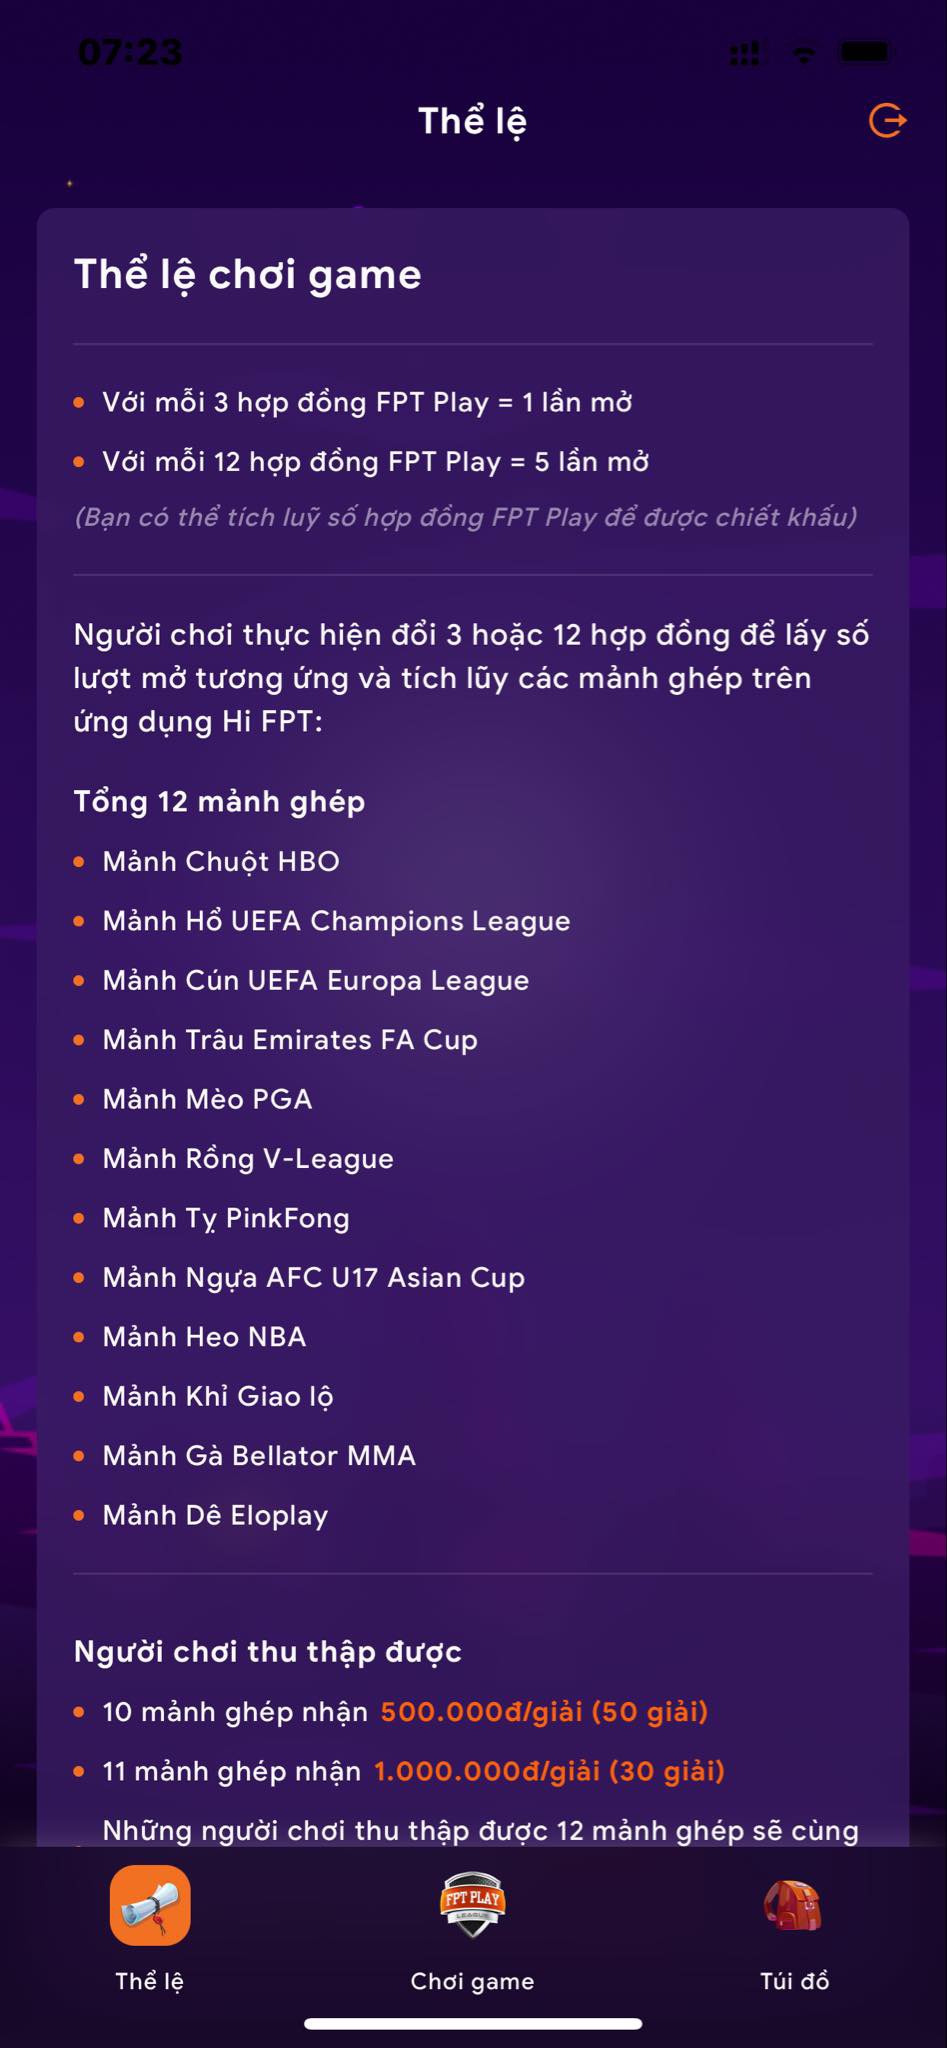 07:23
Thể lệ
Thể lệ chơi game
Với mỗi 3 hợp đồng FPT Play = 1 lần mở
Với mỗi 12 hợp đồng FPT Play = 5 lần mở
(Bạn có thể tích luỹ số hợp đồng FPT Play để được chiết khấu)
Người chơi thực hiện đổi 3 hoặc 12 hợp đồng để lấy số
lượt mở tương ứng và tích lũy các mảnh ghép trên
ứng dụng Hi FPT:
Tổng 12 mảnh ghép
Mảnh Chuột HBO
Mảnh Hổ UEFA Champions League
Mảnh Cún UEFA Europa League
Mảnh Trâu Emirates FA Cup
Mảnh Mèo PGA
Mảnh Rồng V-League
Mảnh Tỵ PinkFong
Mảnh Ngựa AFC U17 Asian Cup
Mảnh Heo NBA
Mảnh Khỉ Giao lộ
Mảnh Gà Bellator MMA
Mảnh Dê Eloplay
Người chơi thu thập được
10 mảnh ghép nhận 500.000đ/giải (50 giải)
11 mảnh ghép nhận 1.000.000đ/giải (30 giải)
Những người chơi thu thập được 12 mảnh ghép sẽ cùng
FPT PLAY
LEAGUE
Thể lệ
Chơi game
Túi đồ